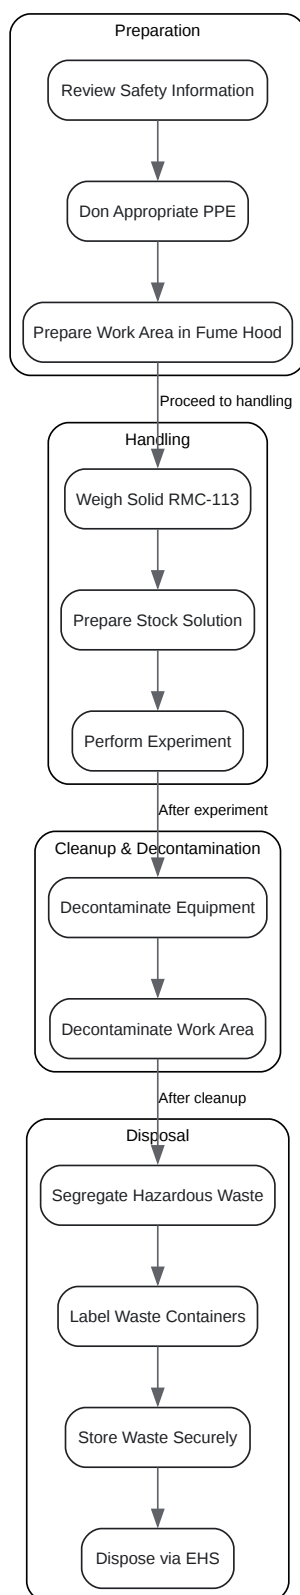 Preparation
Review Safety Information
Don Appropriate PPE
Prepare Work Area in Fume Hood
Proceed to handling
Handling
Weigh Solid RMC-113
Prepare Stock Solution
Perform Experiment
After experiment
Cleanup & Decontamination
Decontaminate Equipment
Decontaminate Work Area
After cleanup
Disposal
Segregate Hazardous Waste
Label Waste Containers
Store Waste Securely
Dispose via EHS